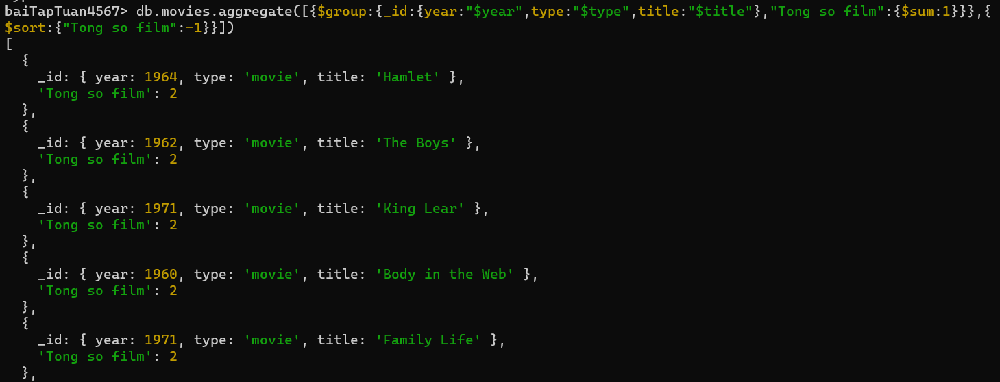 baiTapTuan4567> db.movies.aggregate([{$group:{_id:{year:"$year",type:"$type",title:"$title"},"Tong so film":{$sum:1}}},{
$sort:{"Tong so film":-1}}])
[
  {
    _id: { year: 1964, type: 'movie', title: 'Hamlet' },
    'Tong so film': 2
  },
  {
    _id: { year: 1962, type: 'movie', title: 'The Boys' },
    'Tong so film': 2
  },
  {
    _id: { year: 1971, type: 'movie', title: 'King Lear' },
    'Tong so film': 2
  },
  {
    _id: { year: 1960, type: 'movie', title: 'Body in the Web' },
    'Tong so film': 2
  },
  {
    _id: { year: 1971, type: 'movie', title: 'Family Life' },
    'Tong so film': 2
  },